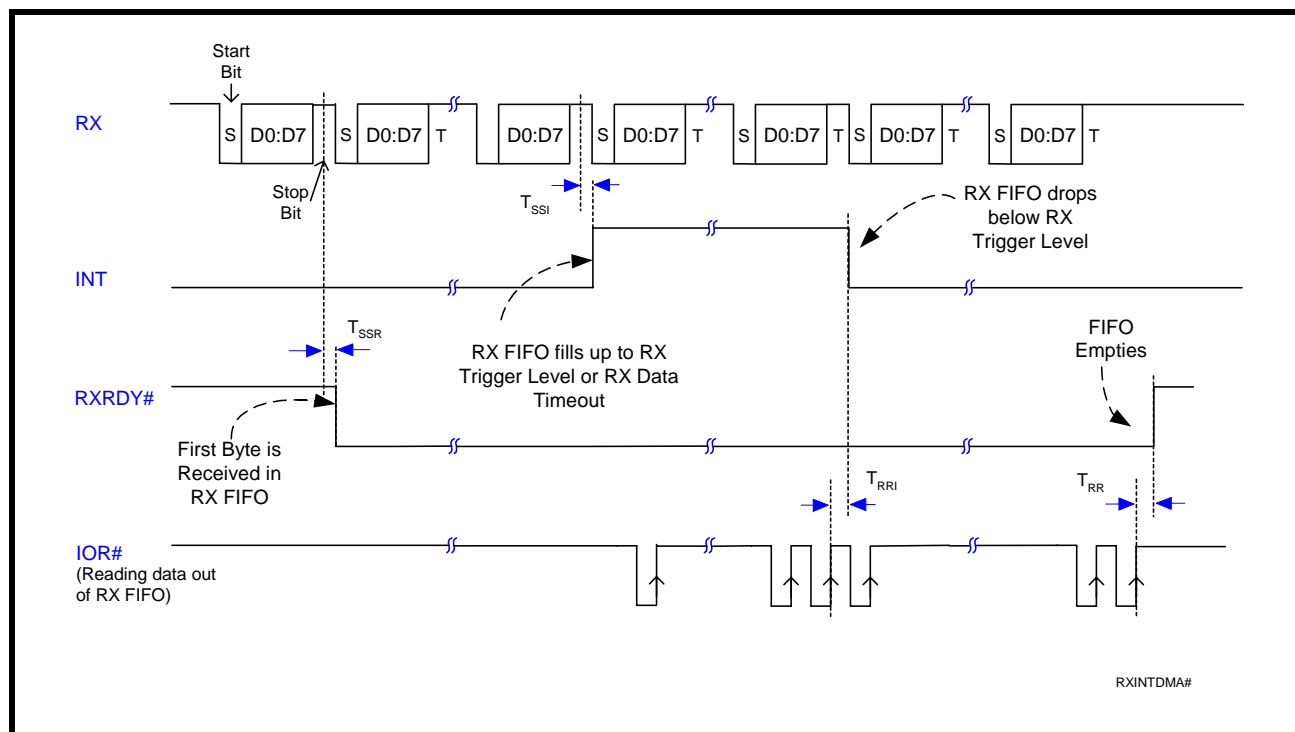 Start
Bit
RX
S D0:D7 S D0:D7 T D0:D7 S D0:D7 T S D0:D7 T S D0:D7 T S D0:D7 T
Stop
Bit
TSSI
RX FIFO drops
below RX
Trigger Level
INT
TSSR
RX FIFO fills up to RX
Trigger Level or RX Data
Timeout
FIFO
Empties
RXRDY#
First Byte is
Received in
RX FIFO
TRRI
TRR
IOR#
(Reading data out
of RX FIFO)
RXINTDMA#